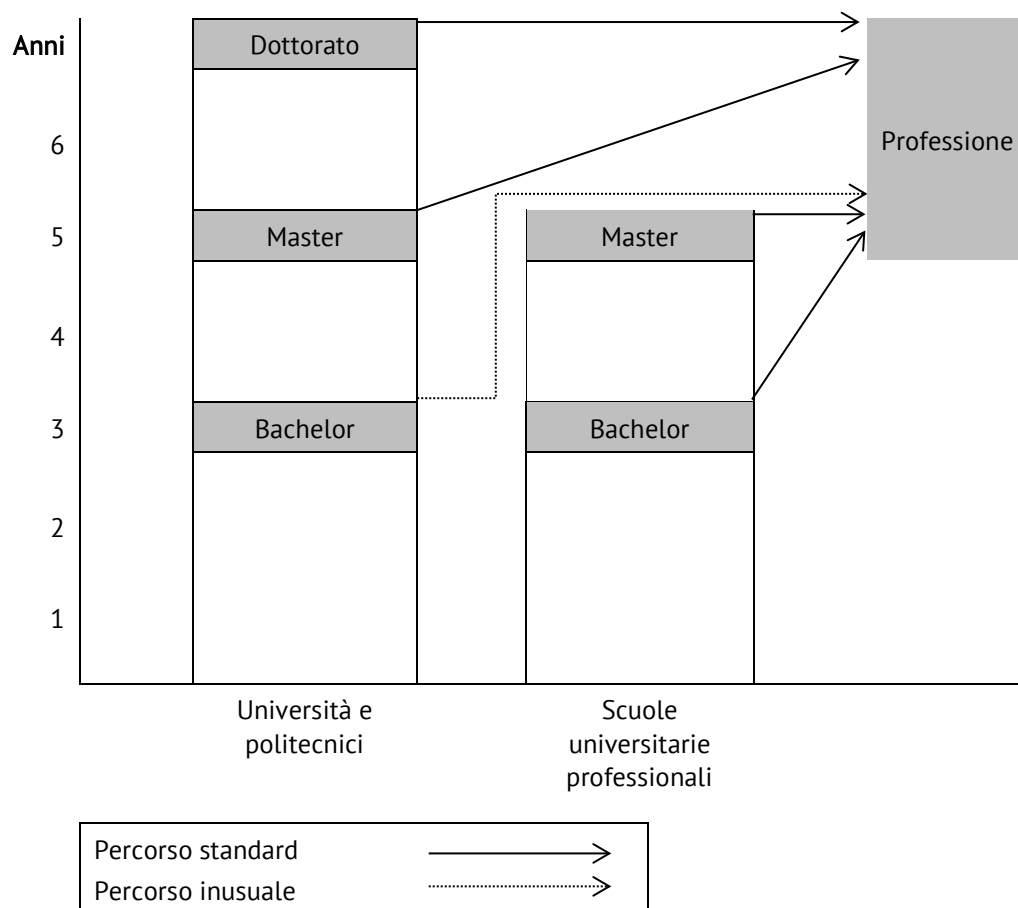 Anni
Dottorato
6
Professione
5
Master
Master
4
3
Bachelor
Bachelor
2
1
Università e
politecnici
Scuole
universitarie
professionali
Percorso standard
Percorso inusuale